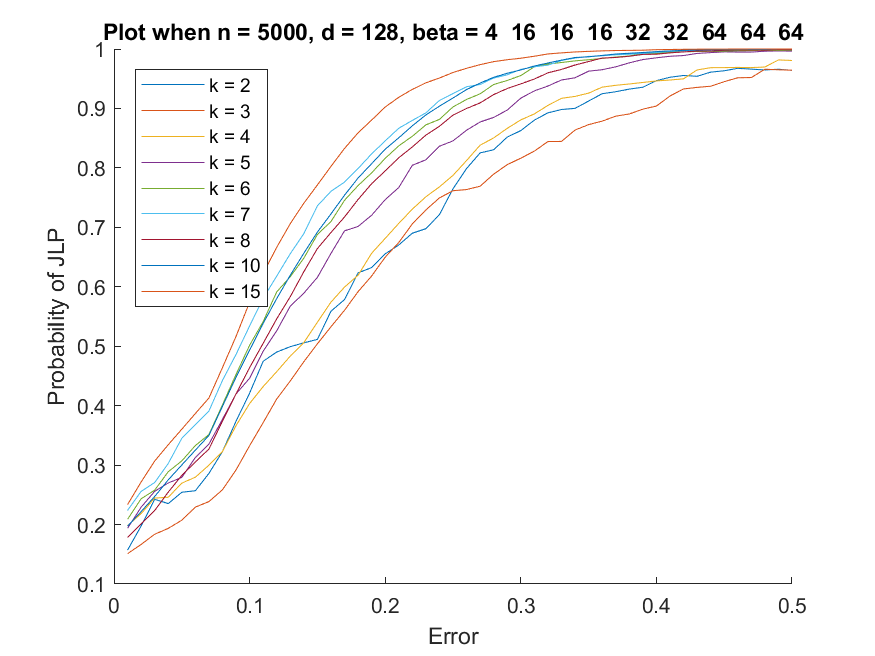 Plot when n = 5000, d = 128, beta = 4  16  16  16  32  32  64  64  64
1
k = 2
k = 3
0.9
k = 4
k = 5
0.8
k = 6
k = 7
0.7
k = 8
k = 10
0.6
k = 15
0.5
0.4
0.3
0.2
0.1
Probability of JLP
0 0.1 0.2 0.3 0.4 0.5
Error